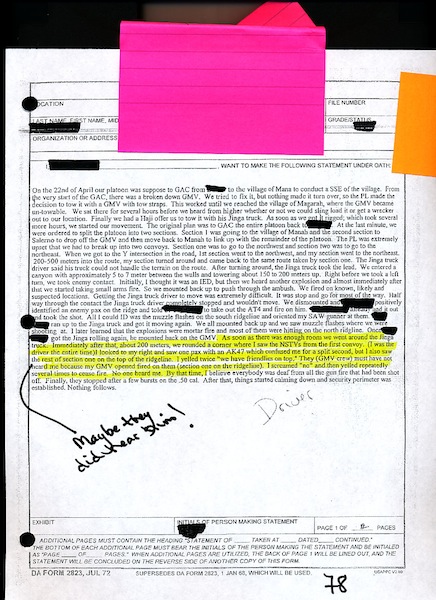 LOCATION
FILE NUMBER
LAST NAME, FIRST NAME, MID
GRADE/STATUS
ORGANIZATION OR ADDRESS
WANT TO MAKE THE FOLLOWING STATEMENT UNDER OATH:
On the 22nd of April our platoon was suppose to GAC from to the village of Mana to conduct a SSE of the village. From
the very start of the GAC, there was a broken down GMV. We tried to fix it, but nothing made it turn over, so the PL made the
decision to tow it with a GMV with tow straps. This worked until we reached the village of Magarah, where the GMV became
un-towable. We sat there for several hours before we heard from higher whether or not we could sling load it or get a wrecker
out to our location. Finally we had a Haji offer us to tow it with his Jinga truck. As soon as we got it rigged; which took several
more hours, we started our movement. The original plan was to GAC the entire platoon back to At the last minute, we
were ordered to split the platoon into two sections. Section 1 was going to the village of Mana and the second section to
Salerno to drop off the GMV and then move back to Manah to link up with the remainder of the platoon. The PL was extremely
upset that we had to break up into two convoys. Section one was to go to the northwest and section two was to go to the
northeast. When we got to the Y intersection in the road, 1st section went to the northwest, and my section went to the northeast.
200-500 meters into the route, my section turned around and came back to the same route taken by section one. The Jinga truck
driver said his truck could not handle the terrain on the route. After turning around, the Jinga truck took the lead. We entered a
canyon with approximately 5 to 7 meter between the walls and towering up about 150 to 200 meters up. Right before we took a left
turn, we took enemy contact. Initially, I thought it was an IED, but then we heard another explosion and almost immediately after
that we started taking small arms fire. So we mounted back up to push through the ambush. We fired on known, likely and
suspected locations. Getting the Jinga truck driver to move was extremely difficult. It was stop and go for most of the way. Half
way through the contact the Jinga truck driver completely stopped and wouldn't move. We dismounted and positively
identified an enemy pax on the ridge and to take out the AT4 and fire on him. already got it out
and took the shot. All I could ID was the muzzle flashes on the southside ridgeline and oriented my SAW gunner at them.
ran up to the Jinga truck and got it moving again. We all mounted back up and we saw muzzle flashes where we
shooting at. I later learned that the explosions were mortar fire and most of them were hitting on the north ridgeline. Once
got the Jinga rolling again, he mounted back on the GMV. As soon as there was enough room we went around the Jinga
truck. Immediately after that, about 200 meters, we rounded a corner where I saw the NSTYs from the first convoy. (I was the
driver the entire time) I looked to my right and saw one pax with an AK47 which confused me for a split second, but I also saw
the rest of section one on the top of the ridgeline. I yelled twice "we have friendlies on top." They (GMV crew) must have not
heard me because my GMV opened fired on them (section one on the ridgeline). I screamed "no" and then yelled repeatedly
several times to cease fire. No one heard me. By that time, I believe everybody was deaf from all the gun fire that had been shot
off. Finally, they stopped after a few bursts on the .50 cal. After that, things started calming down and security perimeter was
established. Nothing follows.
Driver
Maybe they
didn't hear him!
EXHIBIT
INITIALS OF PERSON MAKING STATEMENT
PAGE 1 OF PAGES
ADDITIONAL PAGES MUST CONTAIN THE HEADING "STATEMENT OF ____ TAKEN AT ____ DATED ____ CONTINUED."
THE BOTTOM OF EACH ADDITIONAL PAGE MUST BEAR THE INITIALS OF THE PERSON MAKING THE STATEMENT AND BE INITIALED
AS "PAGE ____ OF ____ PAGES." WHEN ADDITIONAL PAGES ARE UTILIZED, THE BACK OF PAGE 1 WILL BE LINED OUT, AND THE
STATEMENT WILL BE CONCLUDED ON THE REVERSE SIDE OF ANOTHER COPY OF THIS FORM.
DA FORM 2823, JUL 72
SUPERSEDES DA FORM 2823, 1 JAN 68, WHICH WILL BE USED.
78